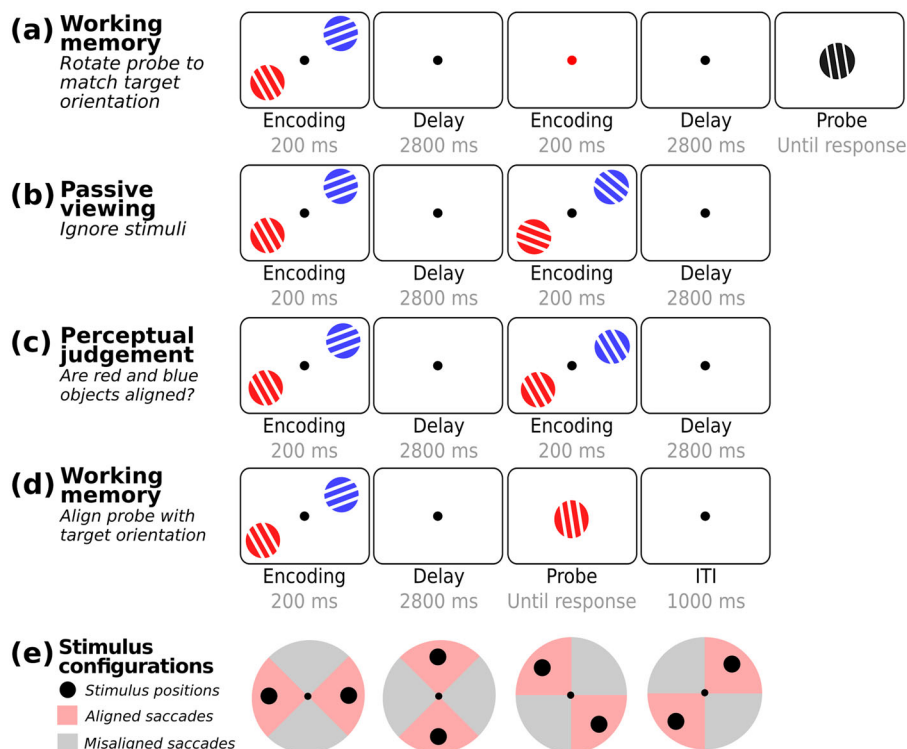 (a) Working
memory
Rotate probe to
match target
orientation
Encoding Delay Encoding Delay Probe
200 ms 2800 ms 200 ms 2800 ms Until response
(b) Passive
viewing
Ignore stimuli
Encoding Delay Encoding Delay
200 ms 2800 ms 200 ms 2800 ms
(c) Perceptual
judgement
Are red and blue
objects aligned?
Encoding Delay Encoding Delay
200 ms 2800 ms 200 ms 2800 ms
(d) Working
memory
Align probe with
target orientation
Encoding Delay Probe ITI
200 ms 2800 ms Until response 1000 ms
(e) Stimulus
configurations
Stimulus positions
Aligned saccades
Misaligned saccades